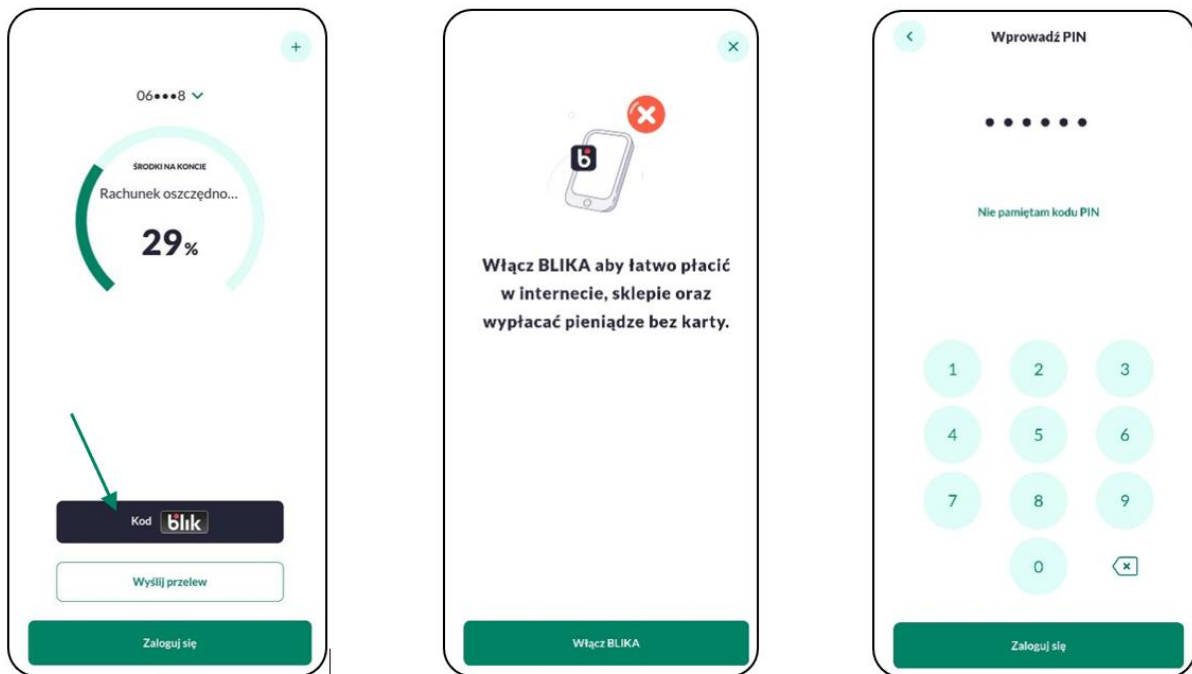 06•••8
ŚRODKI NA KONCIE
Rachunek oszczędno...
29%
Kod blik
Wyślij przelew
Zaloguj się
b
Włącz BLIKA aby łatwo płacić
w internecie, sklepie oraz
wypłacać pieniądze bez karty.
Włącz BLIKA
Wprowadź PIN
Nie pamiętam kodu PIN
1 2 3
4 5 6
7 8 9
0
Zaloguj się